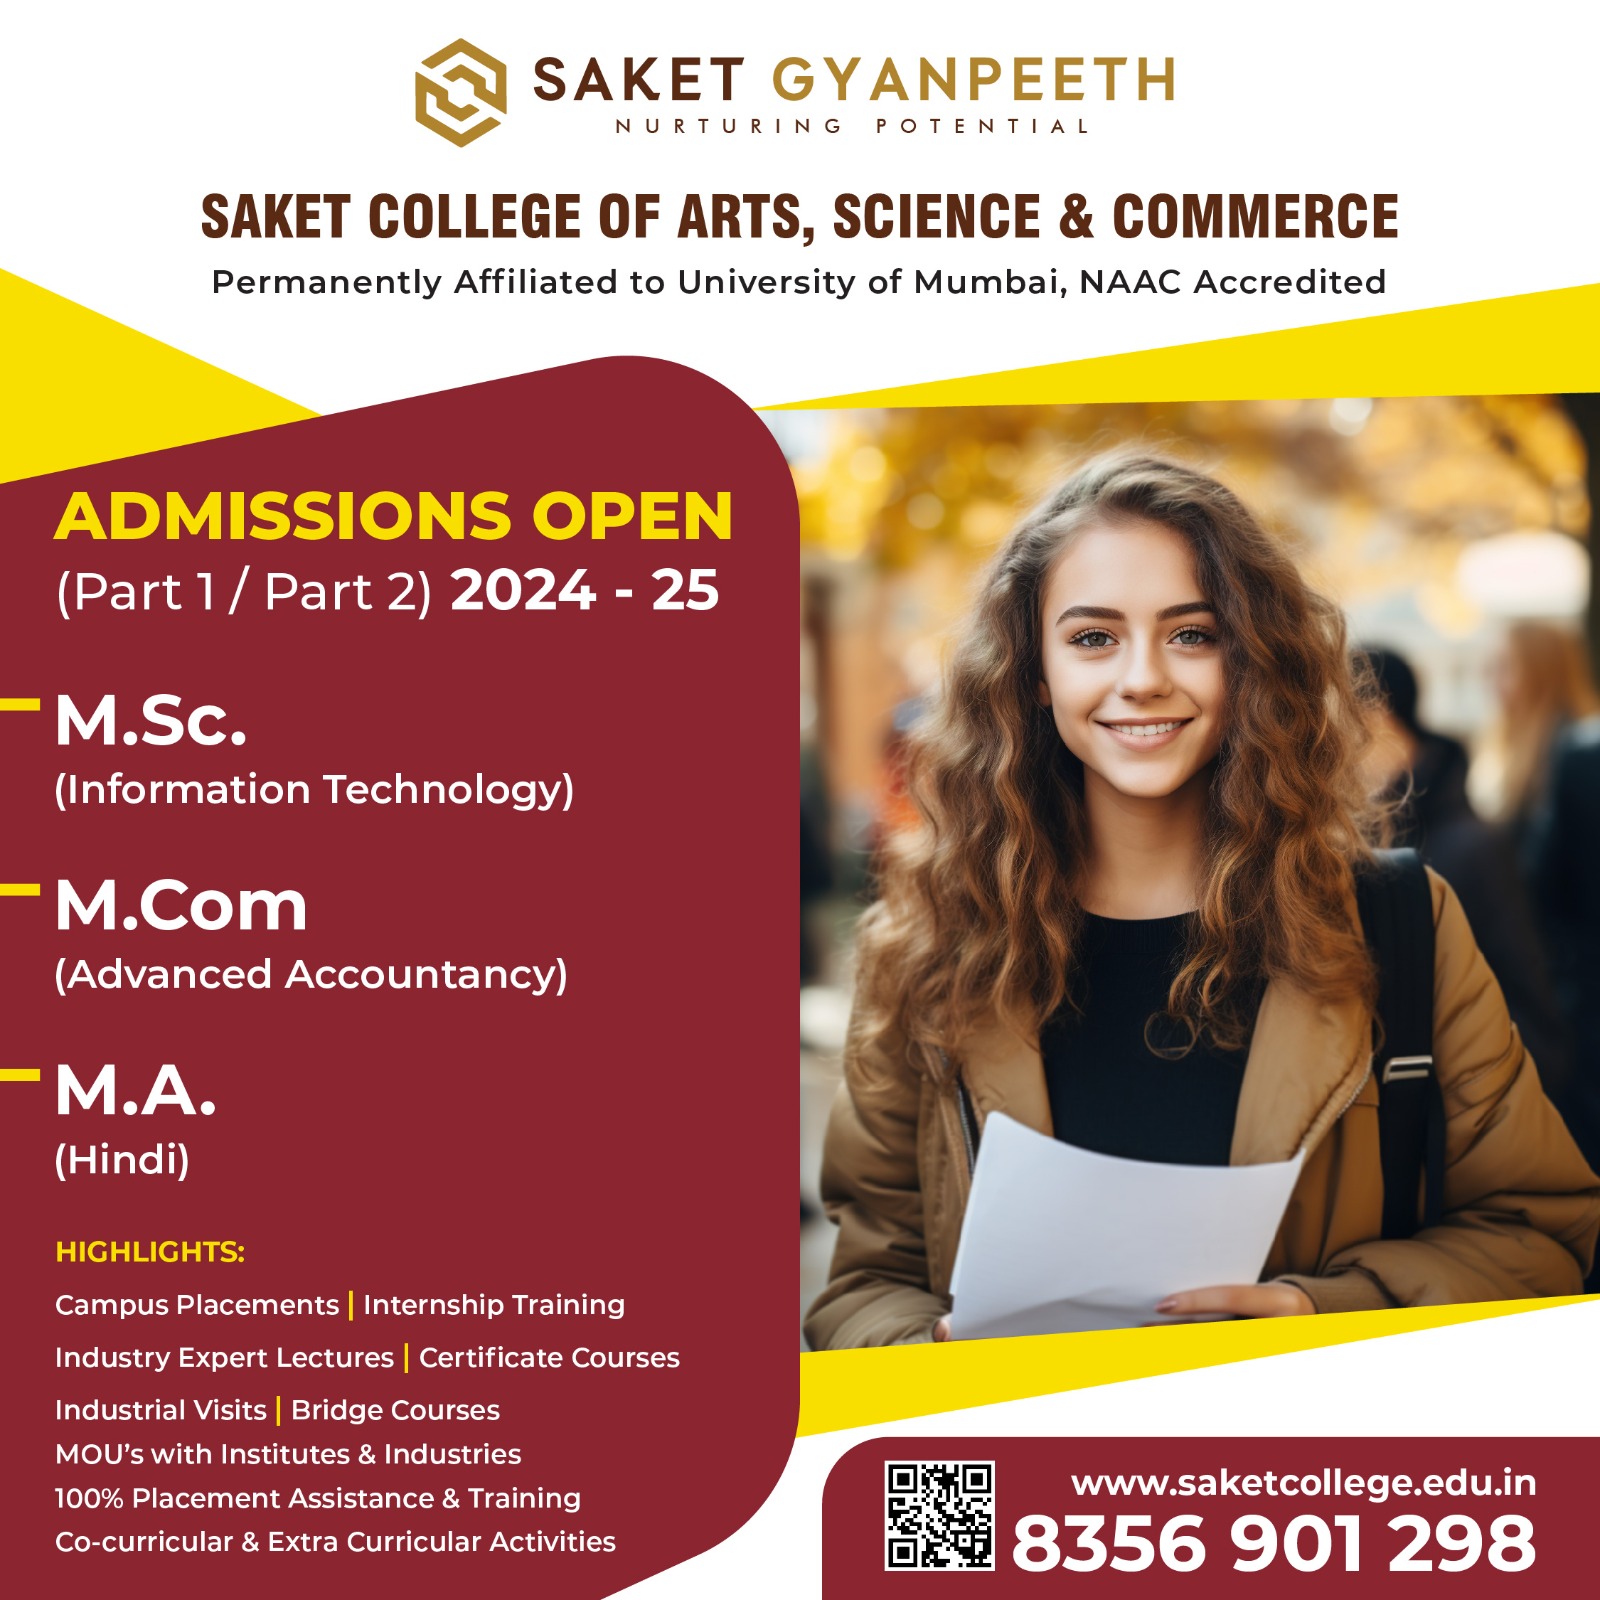 SAKET GYANPEETH
NURTURING POTENTIAL
SAKET COLLEGE OF ARTS, SCIENCE & COMMERCE
Permanently Affiliated to University of Mumbai, NAAC Accredited
ADMISSIONS OPEN
(Part 1 / Part 2) 2024 - 25
M.Sc.
(Information Technology)
M.Com
(Advanced Accountancy)
M.A.
(Hindi)
HIGHLIGHTS:
Campus Placements | Internship Training
Industry Expert Lectures | Certificate Courses
Industrial Visits | Bridge Courses
MOU’s with Institutes & Industries
100% Placement Assistance & Training
Co-curricular & Extra Curricular Activities
www.saketcollege.edu.in
8356 901 298